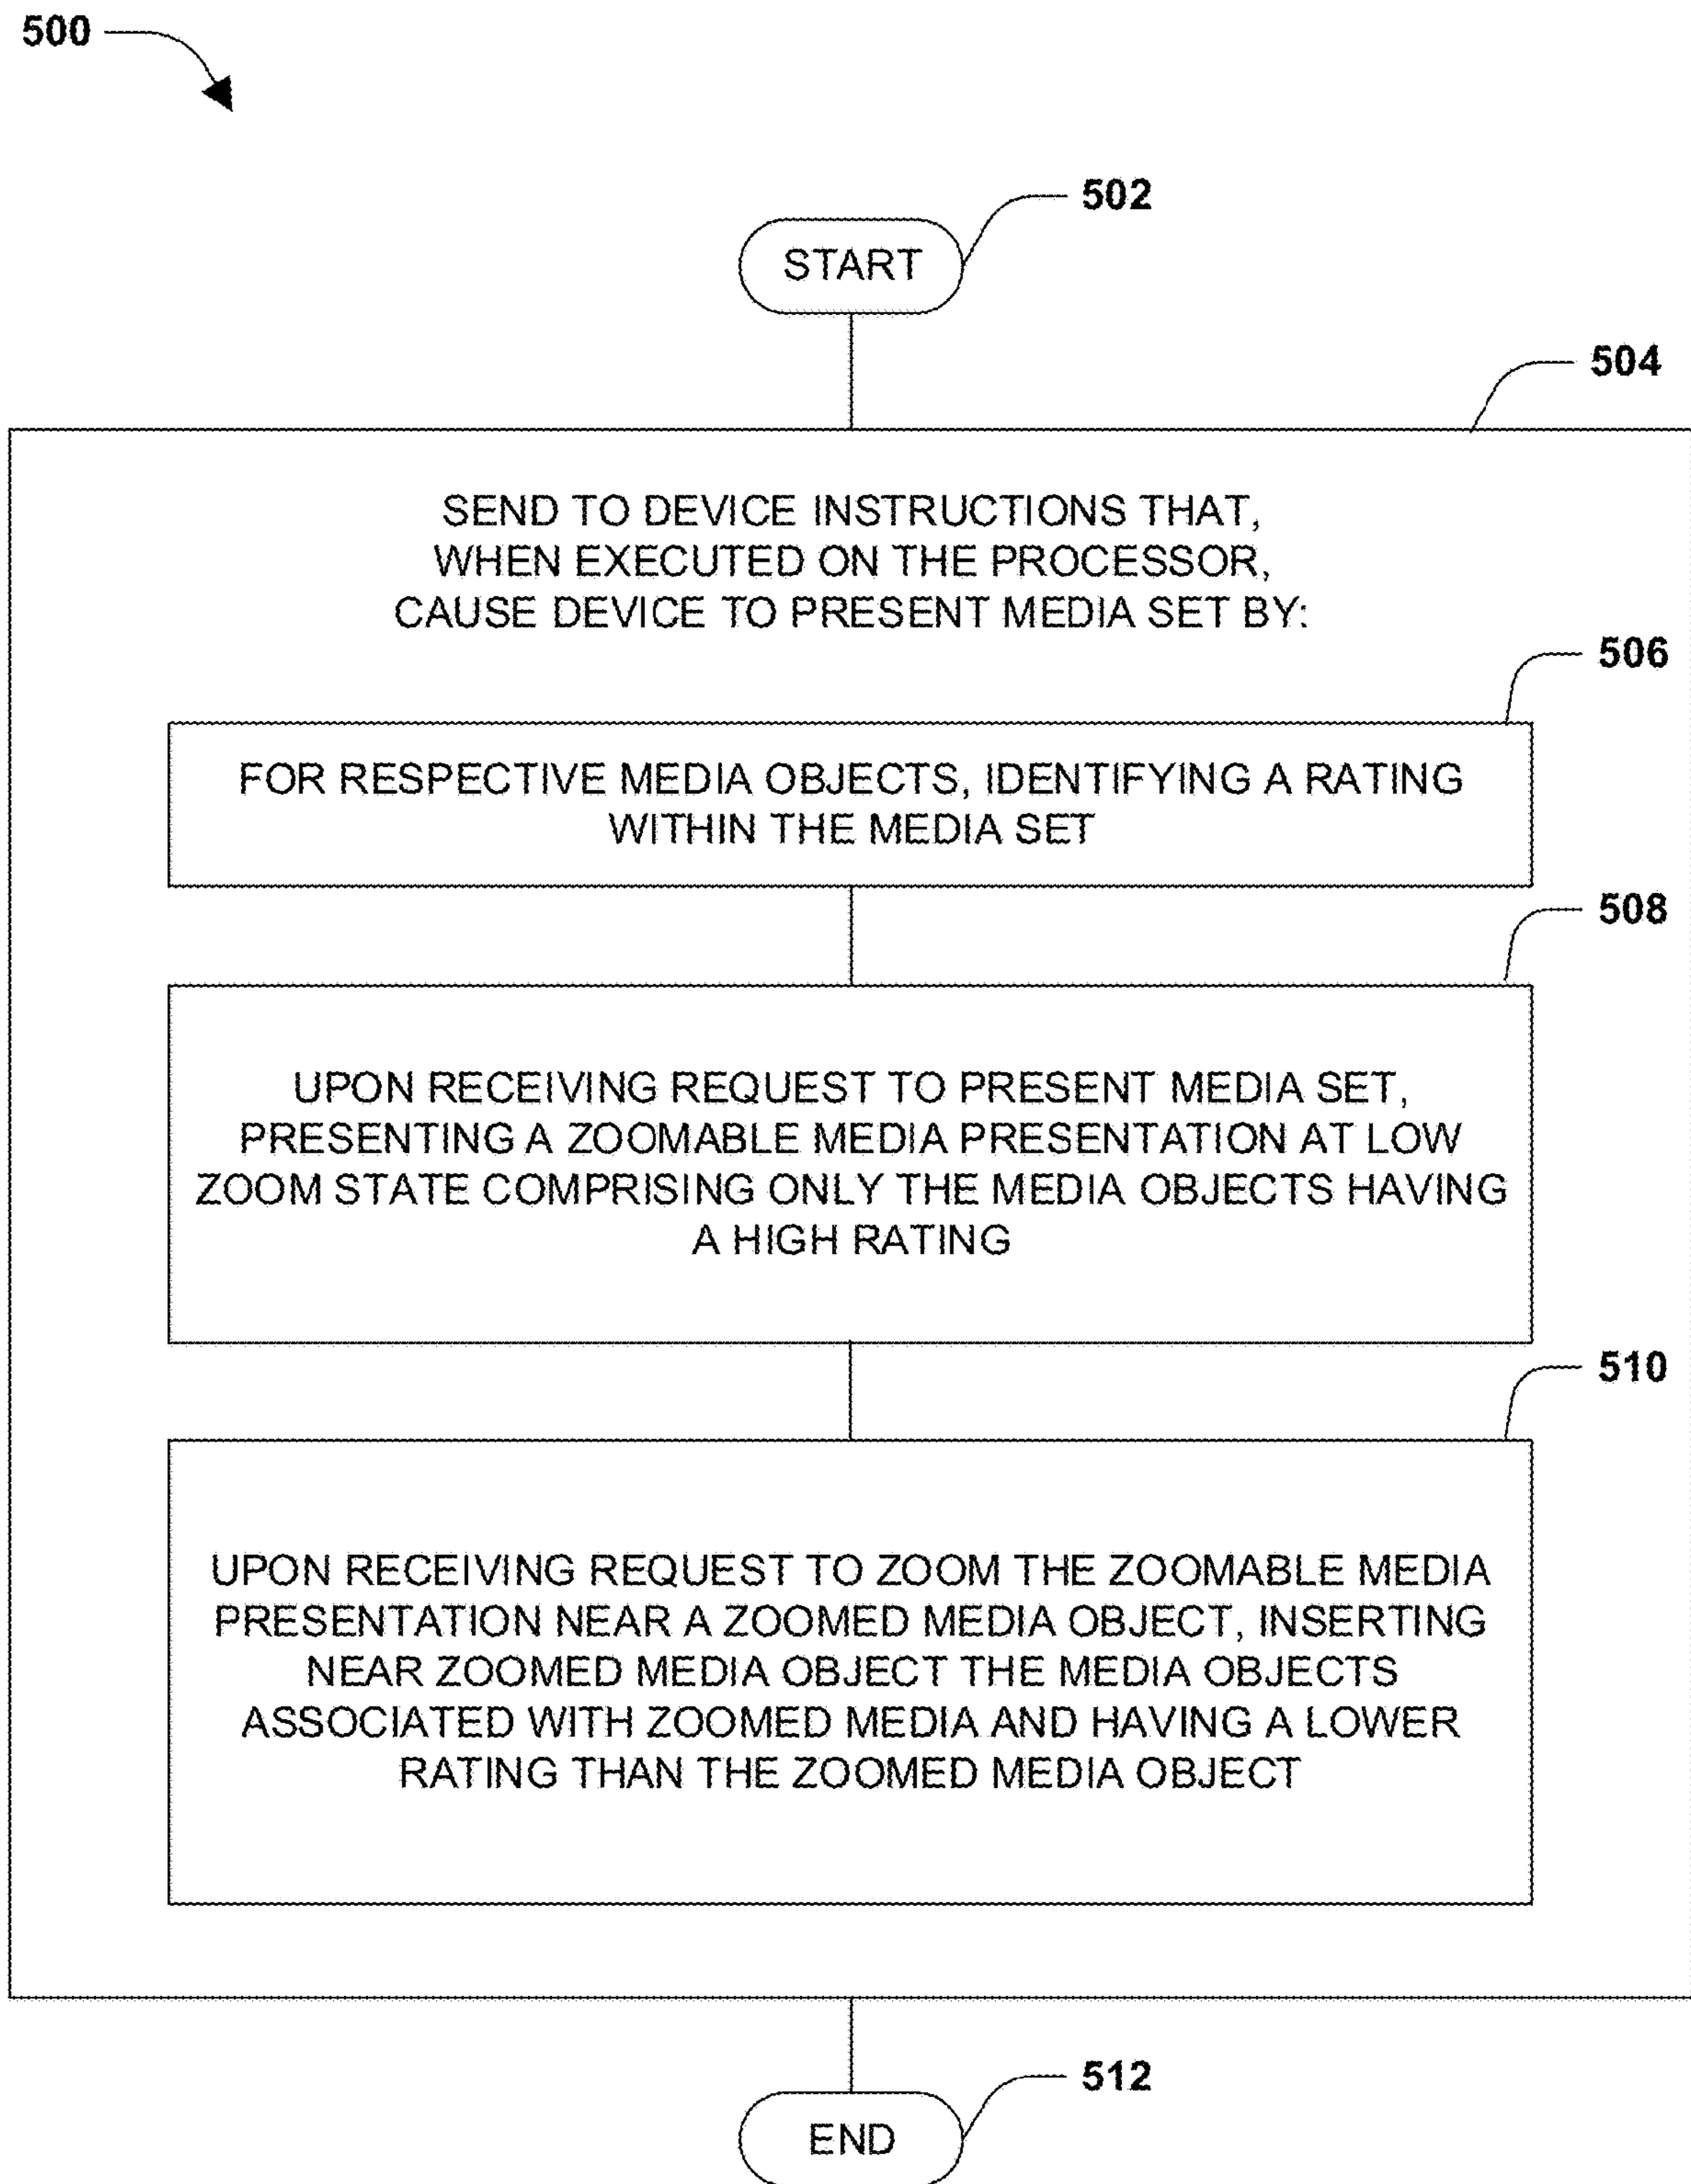 500
502
START
504
SEND TO DEVICE INSTRUCTIONS THAT,
WHEN EXECUTED ON THE PROCESSOR,
CAUSE DEVICE TO PRESENT MEDIA SET BY:
506
FOR RESPECTIVE MEDIA OBJECTS, IDENTIFYING A RATING
WITHIN THE MEDIA SET
508
UPON RECEIVING REQUEST TO PRESENT MEDIA SET,
PRESENTING A ZOOMABLE MEDIA PRESENTATION AT LOW
ZOOM STATE COMPRISING ONLY THE MEDIA OBJECTS HAVING
A HIGH RATING
510
UPON RECEIVING REQUEST TO ZOOM THE ZOOMABLE MEDIA
PRESENTATION NEAR A ZOOMED MEDIA OBJECT, INSERTING
NEAR ZOOMED MEDIA OBJECT THE MEDIA OBJECTS
ASSOCIATED WITH ZOOMED MEDIA AND HAVING A LOWER
RATING THAN THE ZOOMED MEDIA OBJECT
512
END